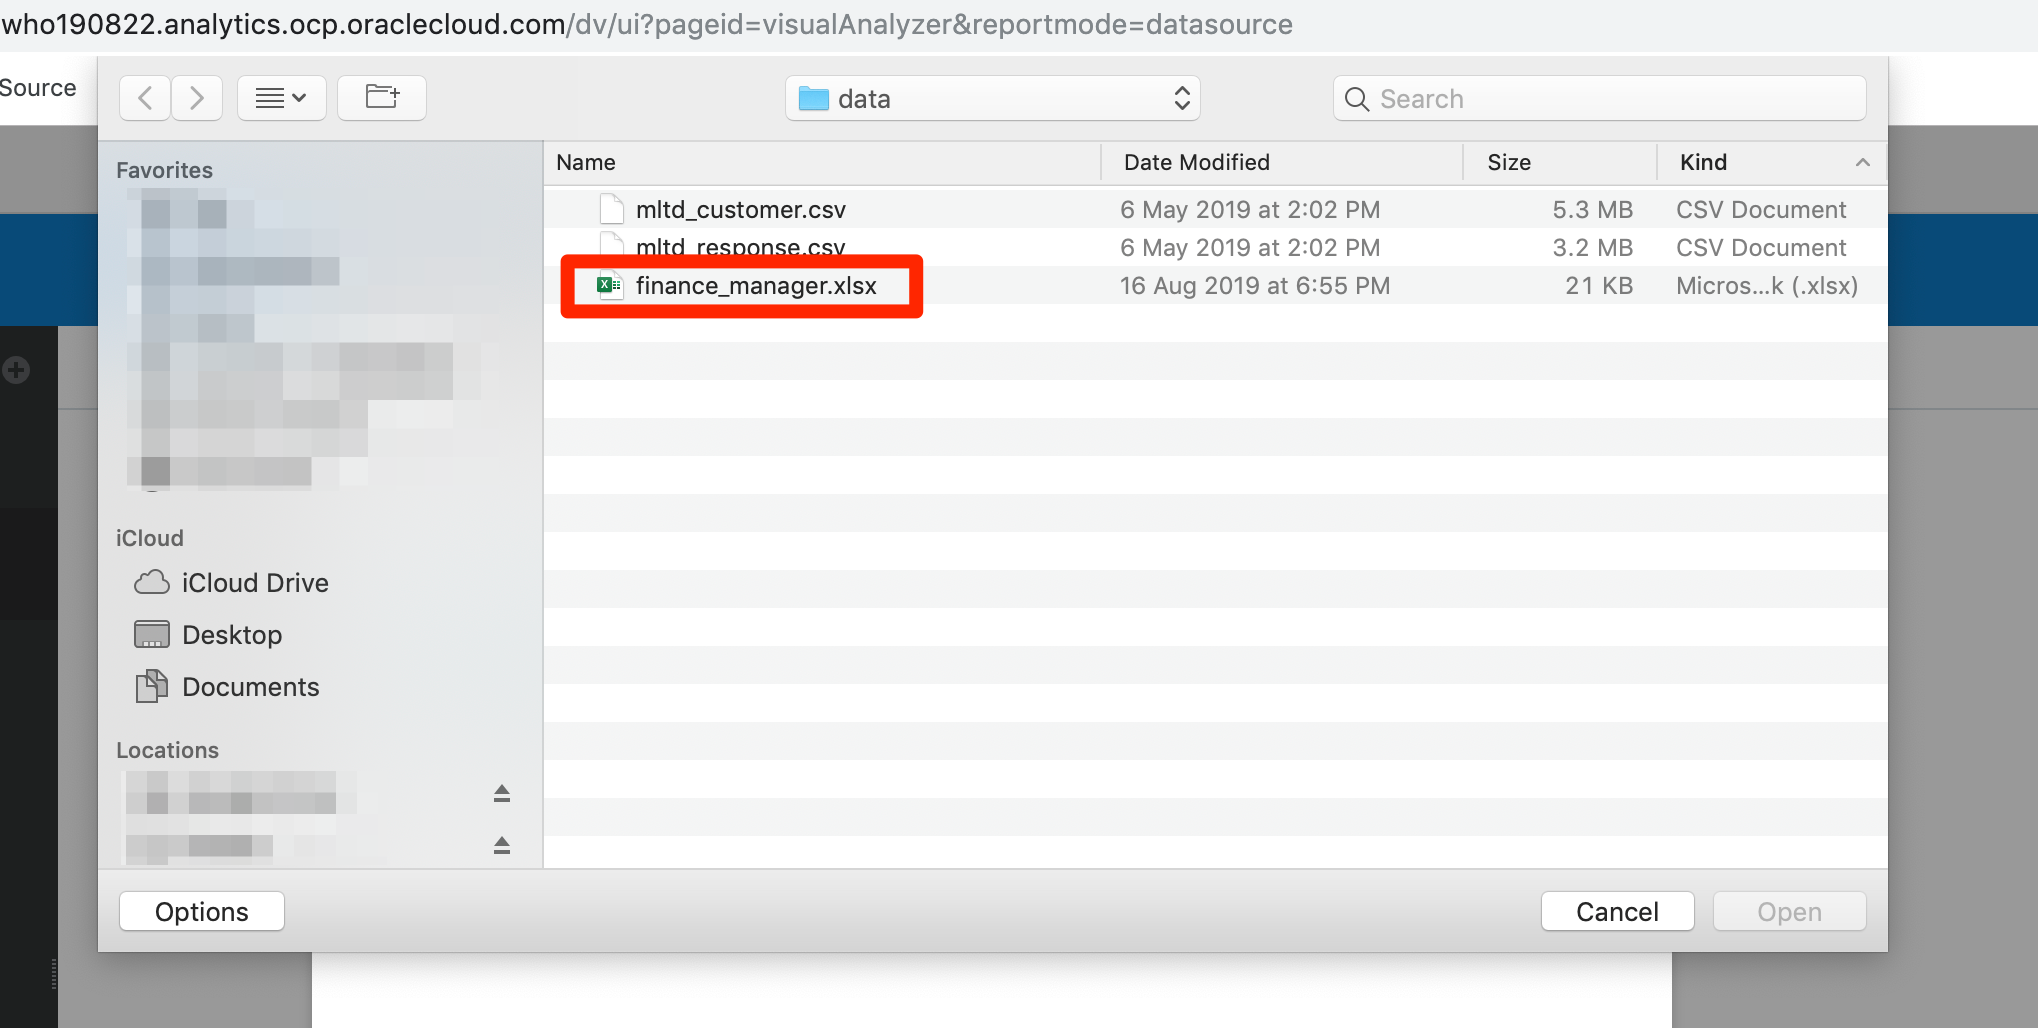 who190822.analytics.ocp.oraclecloud.com/dv/ui?pageid=visualAnalyzer&reportmode=datasource
Source
data
Search
Favorites
iCloud
iCloud Drive
Desktop
Documents
Locations
Name Date Modified Size Kind
mltd_customer.csv 6 May 2019 at 2:02 PM 5.3 MB CSV Document
mltd_response.csv 6 May 2019 at 2:02 PM 3.2 MB CSV Document
finance_manager.xlsx 16 Aug 2019 at 6:55 PM 21 KB Micros...k (.xlsx)
Options
Cancel
Open